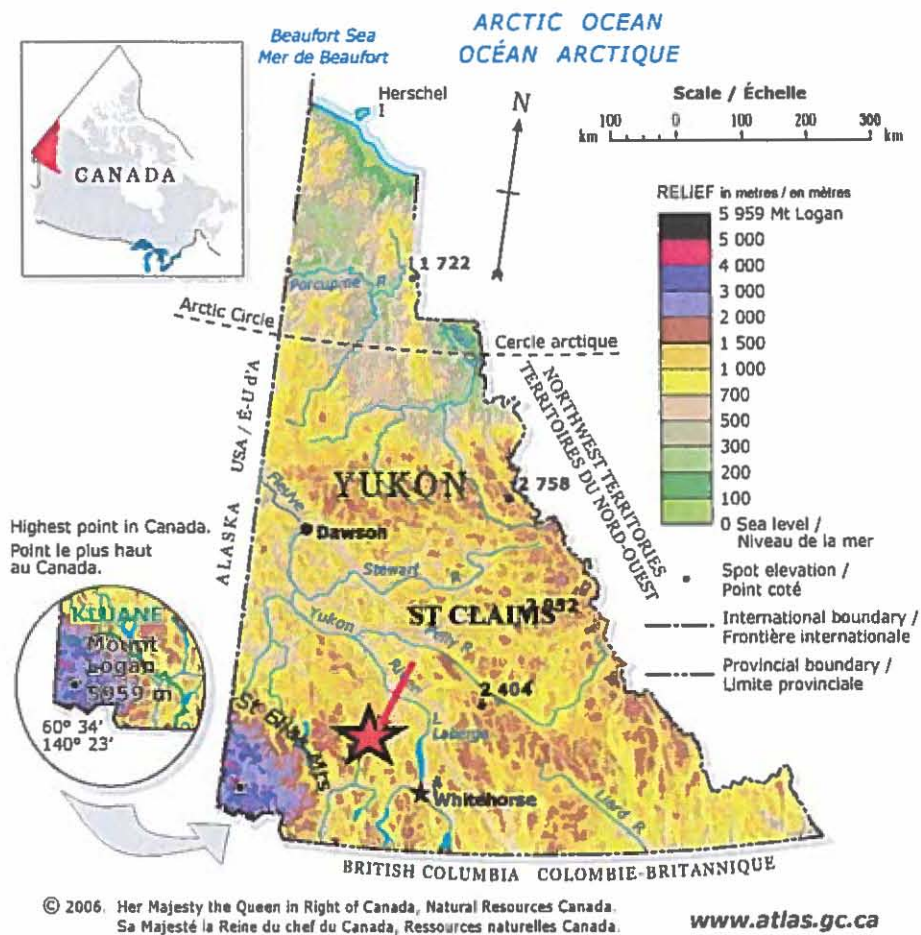 Beaufort Sea
Mer de Beaufort
ARCTIC OCEAN
OCÉAN ARCTIQUE
Herschel
I
N
Scale / Échelle
km 100 0 100 200 300 km
CANADA
RELIEF in metres / en mètres
5 959 Mt Logan
5 000
4 000
3 000
2 000
1 500
1 000
700
500
300
200
100
0 Sea level /
Niveau de la mer
Spot elevation /
Point coté
International boundary /
Frontière internationale
Provincial boundary /
Limite provinciale
1 722
Porcupine R
Arctic Circle
Cercle arctique
NORTHWEST TERRITORIES
TERRITOIRES DU NORD-OUEST
ALASKA USA / É-U d'A
YUKON
2 758
Fleuve
Dawson
Stewart R
ST CLAIMS
Yukon
Pelly R
River
2 404
L
Laberge
St Elias Mts
Whitehorse
Liard R
Highest point in Canada.
Point le plus haut
au Canada.
KLUANE
Mount
Logan
5959 m
60° 34'
140° 23'
BRITISH COLUMBIA COLOMBIE-BRITANNIQUE
© 2006. Her Majesty the Queen in Right of Canada, Natural Resources Canada.
Sa Majesté la Reine du chef du Canada, Ressources naturelles Canada.
www.atlas.gc.ca